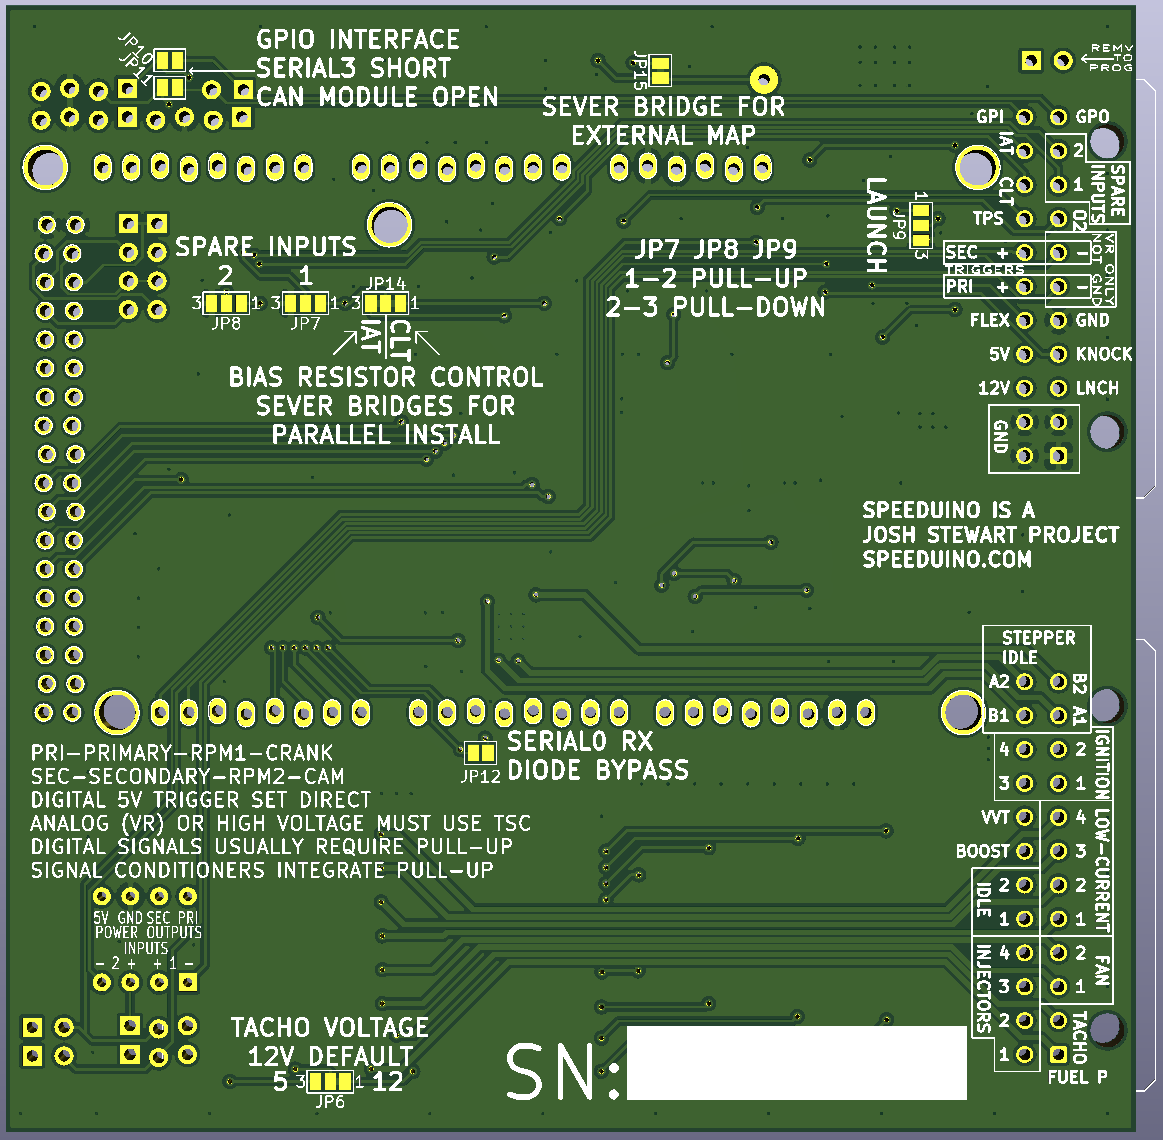 JP10
JP11
GPIO INTERFACE
SERIAL3 SHORT
CAN MODULE OPEN
JP15
SEVER BRIDGE FOR
EXTERNAL MAP
REMV
TO
PROG
GPI
GPO
IAT
2
CLT
1
SPARE
INPUTS
TPS
O2
LAUNCH
1
JP9
3
SEC +
-
TRIGGERS
PRI +
-
VR ONLY
NOT GND
FLEX
GND
5V
KNOCK
12V
LNCH
GND
SPARE INPUTS
2
1
3
1
JP8
3
1
JP7
JP14
3
1
IAT
CLT
JP7 JP8 JP9
1-2 PULL-UP
2-3 PULL-DOWN
BIAS RESISTOR CONTROL
SEVER BRIDGES FOR
PARALLEL INSTALL
SPEEDUINO IS A
JOSH STEWART PROJECT
SPEEDUINO.COM
STEPPER
IDLE
A2
B2
B1
A1
4
2
3
1
IGNITION
VVT
4
BOOST
3
2
2
1
1
IDLE
LOW-CURRENT
4
2
3
1
FAN
2
1
INJECTORS
TACHO
FUEL P
JP12
SERIAL0 RX
DIODE BYPASS
PRI-PRIMARY-RPM1-CRANK
SEC-SECONDARY-RPM2-CAM
DIGITAL 5V TRIGGER SET DIRECT
ANALOG (VR) OR HIGH VOLTAGE MUST USE TSC
DIGITAL SIGNALS USUALLY REQUIRE PULL-UP
SIGNAL CONDITIONERS INTEGRATE PULL-UP
5V GND SEC PRI
POWER OUTPUTS
INPUTS
- 2 + + 1 -
TACHO VOLTAGE
12V DEFAULT
5 3 1 12
JP6
SN: